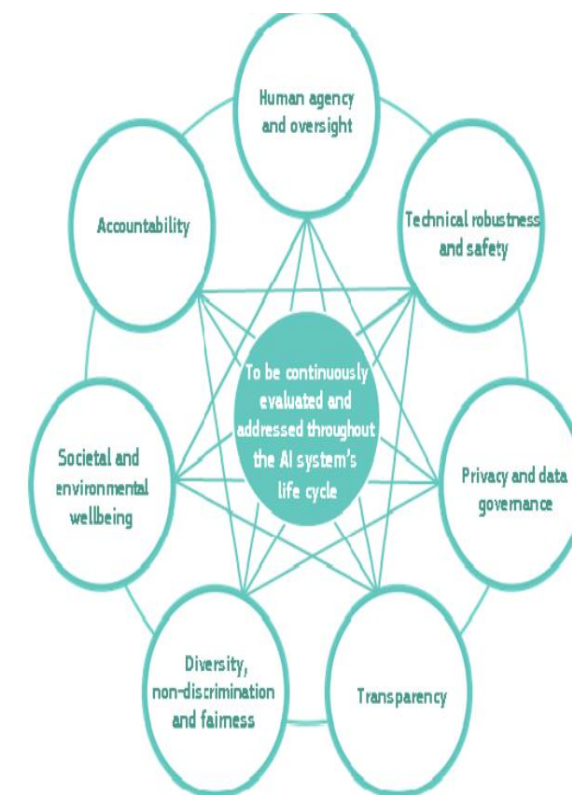 Human agency
and oversight
Technical robustness
and safety
Privacy and data
governance
Transparency
Diversity,
non-discrimination
and fairness
Societal and
environmental
wellbeing
Accountability
To be continuously
evaluated and
addressed throughout
the AI system's
life cycle